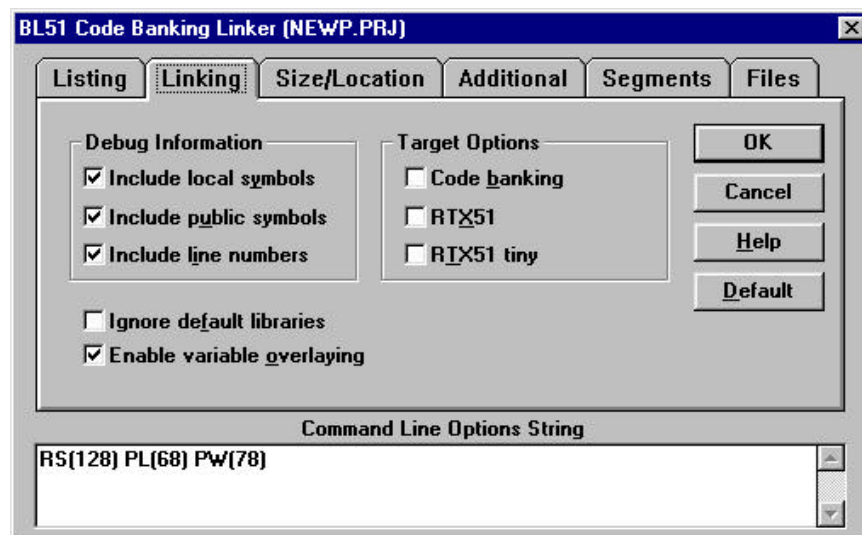 BL51 Code Banking Linker (NEWP.PRJ)
Listing Linking Size/Location Additional Segments Files
Debug Information
Include local symbols
Include public symbols
Include line numbers
Target Options
Code banking
RTX51
RTX51 tiny
OK
Cancel
Help
Default
Ignore default libraries
Enable variable overlaying
Command Line Options String
RS(128) PL(68) PW(78)